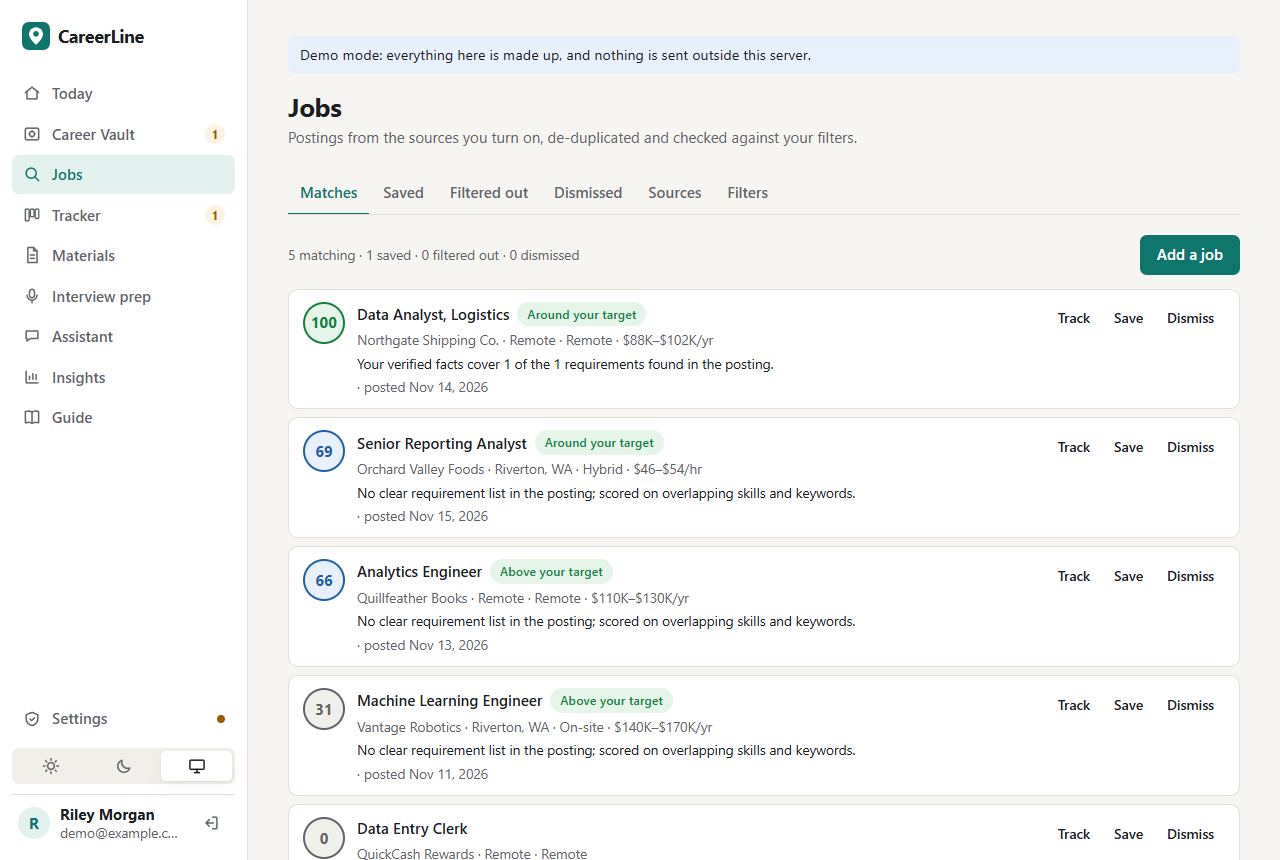 CareerLine
Today
Career Vault 1
Jobs
Tracker 1
Materials
Interview prep
Assistant
Insights
Guide
Settings
R
Riley Morgan
demo@example.c...
Demo mode: everything here is made up, and nothing is sent outside this server.
Jobs
Postings from the sources you turn on, de-duplicated and checked against your filters.
Matches Saved Filtered out Dismissed Sources Filters
5 matching · 1 saved · 0 filtered out · 0 dismissed
Add a job
100 Data Analyst, Logistics Around your target Track Save Dismiss
Northgate Shipping Co. · Remote · Remote · $88K–$102K/yr
Your verified facts cover 1 of the 1 requirements found in the posting.
· posted Nov 14, 2026
69 Senior Reporting Analyst Around your target Track Save Dismiss
Orchard Valley Foods · Riverton, WA · Hybrid · $46–$54/hr
No clear requirement list in the posting; scored on overlapping skills and keywords.
· posted Nov 15, 2026
66 Analytics Engineer Above your target Track Save Dismiss
Quillfeather Books · Remote · Remote · $110K–$130K/yr
No clear requirement list in the posting; scored on overlapping skills and keywords.
· posted Nov 13, 2026
31 Machine Learning Engineer Above your target Track Save Dismiss
Vantage Robotics · Riverton, WA · On-site · $140K–$170K/yr
No clear requirement list in the posting; scored on overlapping skills and keywords.
· posted Nov 11, 2026
0 Data Entry Clerk Track Save Dismiss
QuickCash Rewards · Remote · Remote